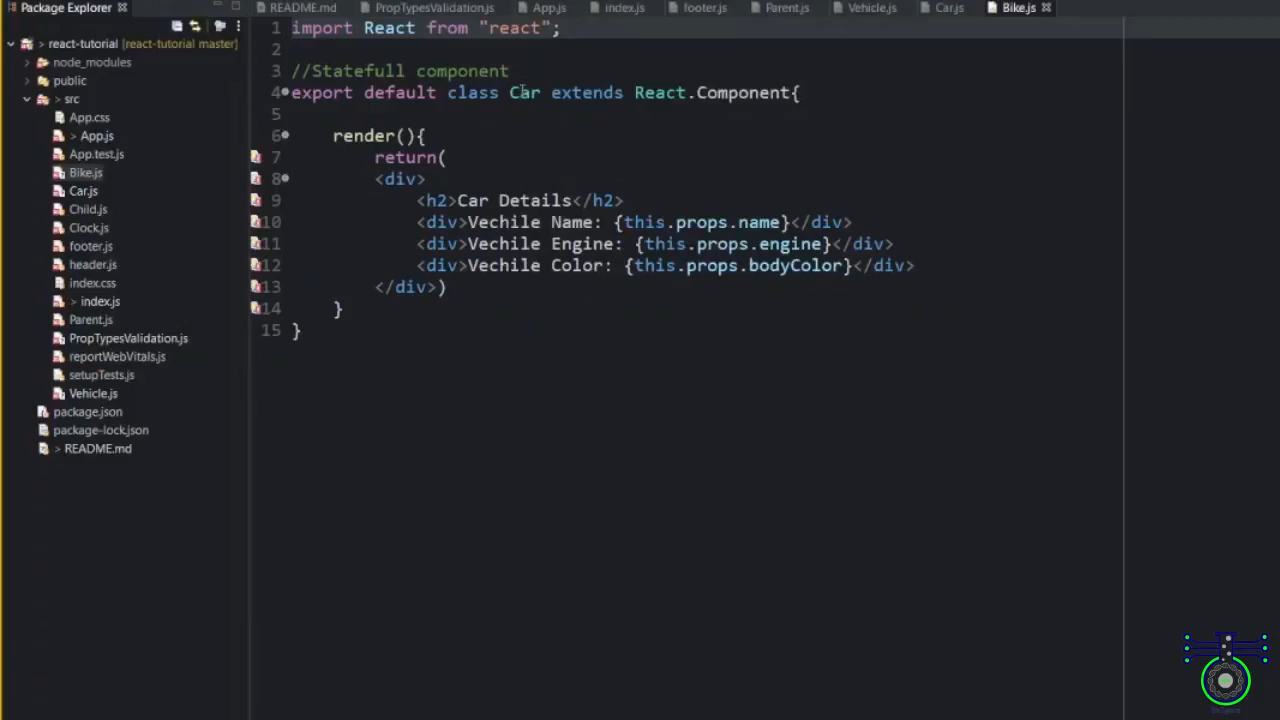 Package Explorer
README.md
PropTypesValidation.js
App.js
index.js
footer.js
Parent.js
Vehicle.js
Car.js
Bike.js
> react-tutorial [react-tutorial master]
node_modules
public
> src
App.css
> App.js
App.test.js
Bike.js
Car.js
Child.js
Clock.js
footer.js
header.js
index.css
> index.js
Parent.js
PropTypesValidation.js
reportWebVitals.js
setupTests.js
Vehicle.js
package.json
package-lock.json
> README.md
1 import React from "react";
2
3 //Statefull component
4 export default class Car extends React.Component{
5
6 render(){
7 return(
8 <div>
9 <h2>Car Details</h2>
10 <div>Vechile Name: {this.props.name}</div>
11 <div>Vechile Engine: {this.props.engine}</div>
12 <div>Vechile Color: {this.props.bodyColor}</div>
13 </div>)
14 }
15 }